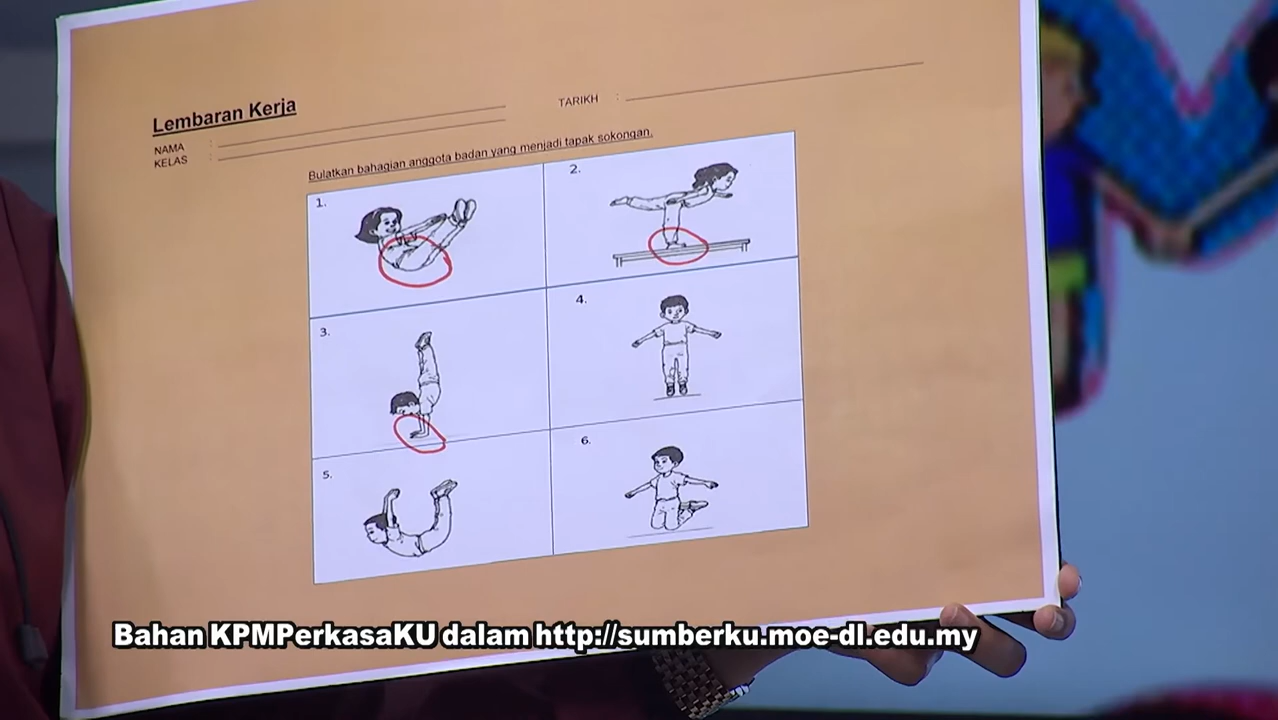 Lembaran Kerja
NAMA :
KELAS :
TARIKH :
Bulatkan bahagian anggota badan yang menjadi tapak sokongan.
1.
2.
3.
4.
5.
6.
Bahan KPMPerkasaKU dalam http://sumberku.moe-dl.edu.my